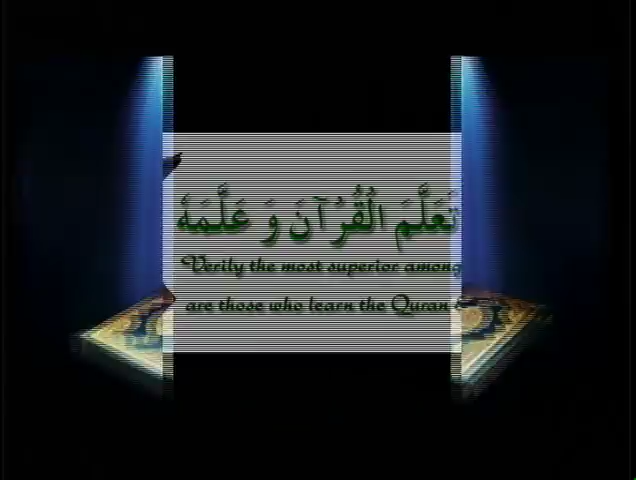 تَعَلَّمَ الْقُرْآنَ وَ عَلَّمَهُ
Verily the most superior among
are those who learn the Quran